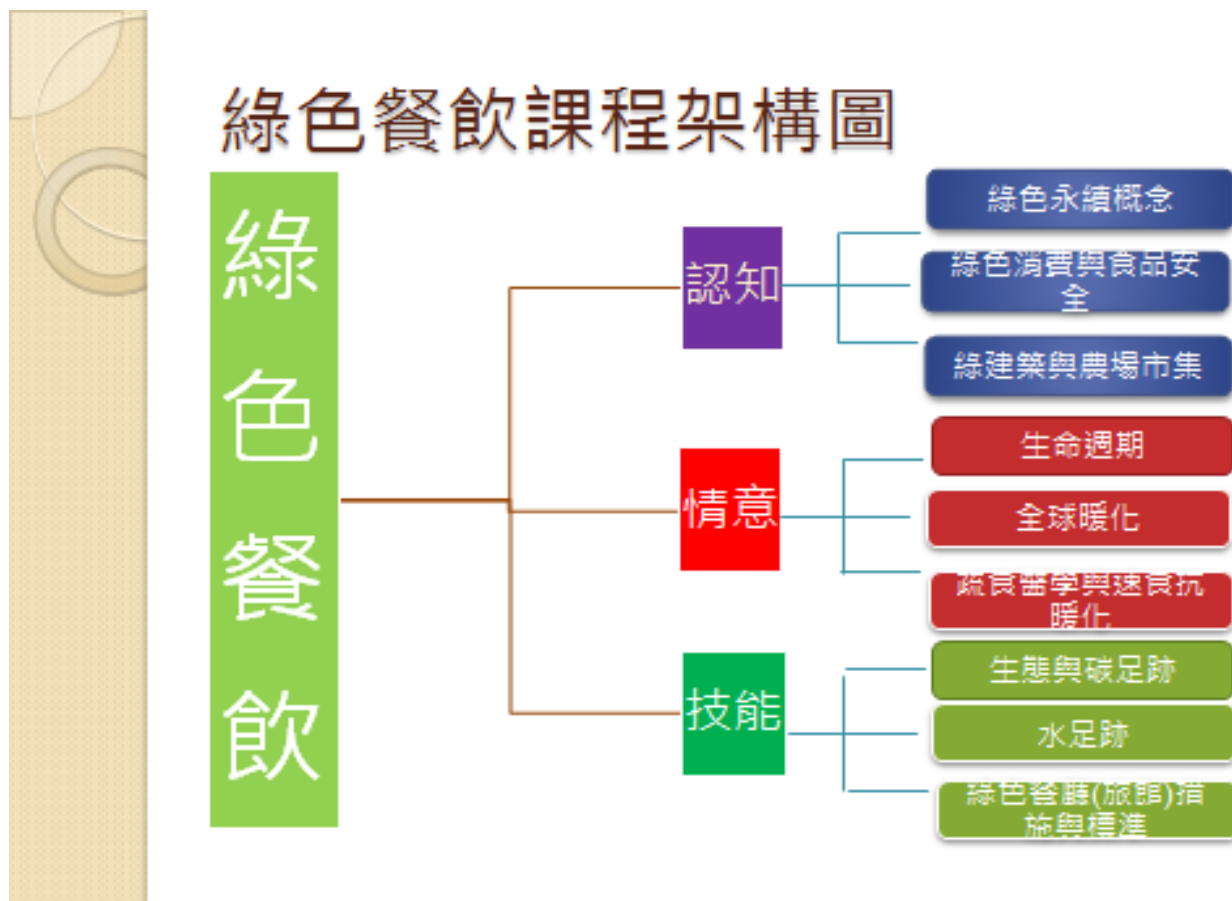 綠色餐飲課程架構圖
綠
色
餐
飲
認知
綠色永續概念
綠色消費與食品安
全
綠建築與農場市集
情意
生命週期
全球暖化
蔬食醫學與速食抗
暖化
技能
生態與碳足跡
水足跡
綠色餐廳(旅館)措
施與標準